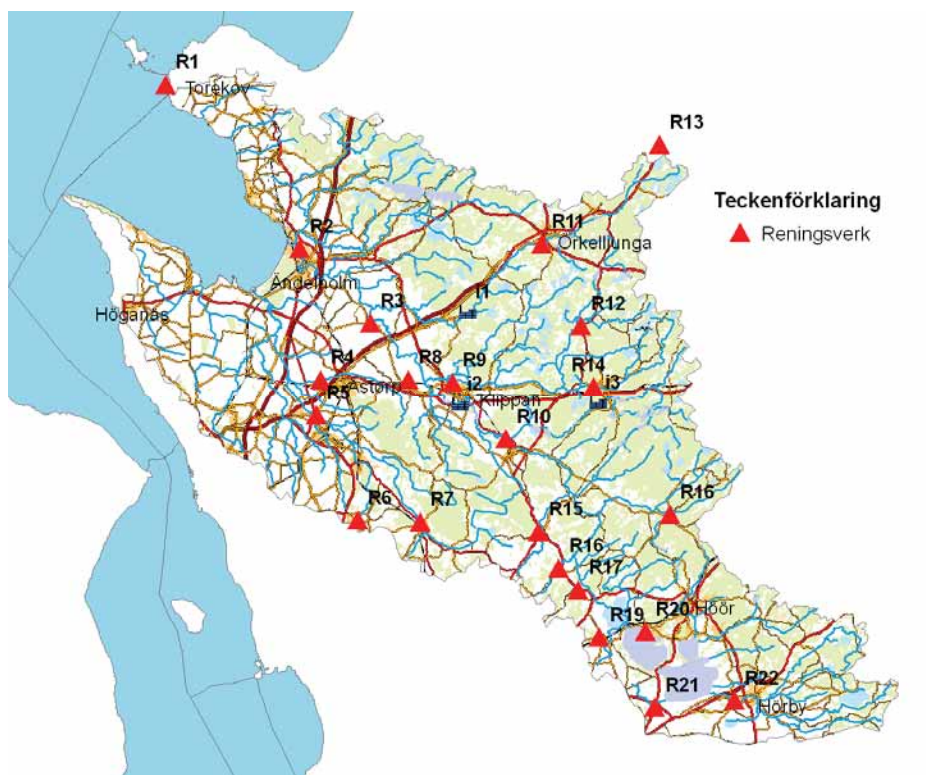 R1
Torekov
R13
Teckenförklaring
Reningsverk
R2
R11
Örkelljunga
Ängelholm
Höganäs
R3
i1
R12
R4
R8
R9
R14
Åstorp
i2
i3
R5
Klippan
R10
R6
R7
R15
R16
R16
R17
R19
R20
Höör
R21
R22
Hörby